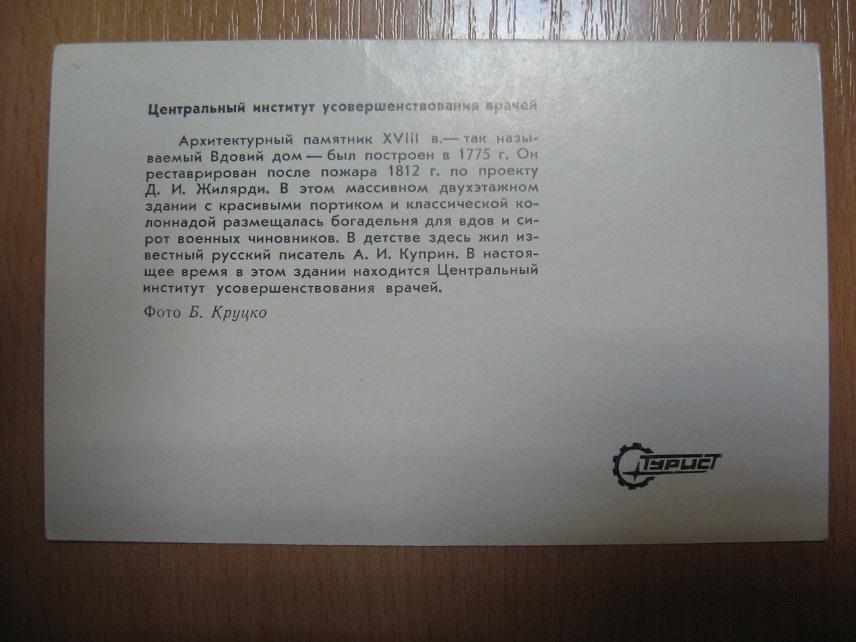 Центральный институт усовершенствования врачей
Архитектурный памятник XVIII в.— так назы-
ваемый Вдовий дом — был построен в 1775 г. Он
реставрирован после пожара 1812 г. по проекту
Д. И. Жилярди. В этом массивном двухэтажном
здании с красивыми портиком и классической ко-
лоннадой размещалась богадельня для вдов и си-
рот военных чиновников. В детстве здесь жил из-
вестный русский писатель А. И. Куприн. В настоя-
щее время в этом здании находится Центральный
институт усовершенствования врачей.
Фото Б. Круцко
ТУРИСТ